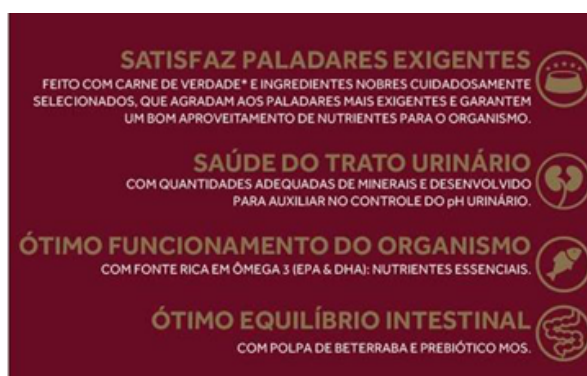 SATISFAZ PALADARES EXIGENTES
FEITO COM CARNE DE VERDADE* E INGREDIENTES NOBRES CUIDADOSAMENTE
SELECIONADOS, QUE AGRADAM AOS PALADARES MAIS EXIGENTES E GARANTEM
UM BOM APROVEITAMENTO DE NUTRIENTES PARA O ORGANISMO.
SAÚDE DO TRATO URINÁRIO
COM QUANTIDADES ADEQUADAS DE MINERAIS E DESENVOLVIDO
PARA AUXILIAR NO CONTROLE DO pH URINÁRIO.
ÓTIMO FUNCIONAMENTO DO ORGANISMO
COM FONTE RICA EM ÔMEGA 3 (EPA & DHA): NUTRIENTES ESSENCIAIS.
ÓTIMO EQUILÍBRIO INTESTINAL
COM POLPA DE BETERRABA E PREBIÓTICO MOS.